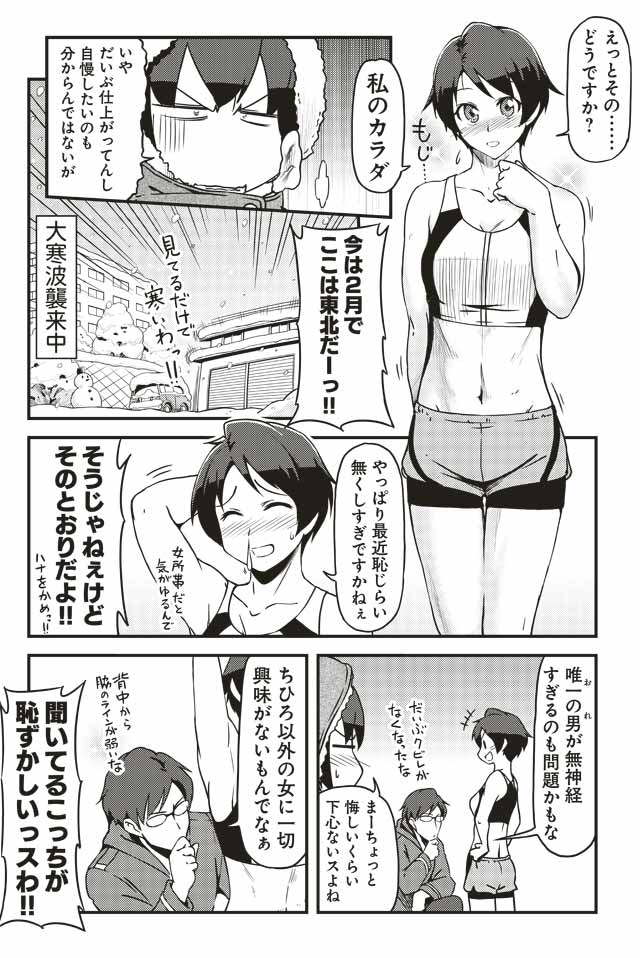 えっとその……
どうですか？
もじ…
私のカラダ
いや
だいぶ仕上がってんし
自慢したいのも
分からんではないが
今は2月で
ここは東北だーっ!!
見てるだけで
寒いわっ!!
大寒波襲来中
やっぱり最近恥じらい
無くしすぎですかねぇ
女所帯だと
気がゆるんで
そうじゃねぇけど
そのとおりだよ!!
ハナをかめっ!!
唯一の男が無神経
おれ
すぎるのも問題かもな
だいぶクビレが
なくなったな
まーちょっと
悔しいくらい
下心ないスよね
ちひろ以外の女に一切
興味がないもんでなぁ
背中から
脇のラインが弱いな
聞いてるこっちが
恥ずかしいっスわ!!